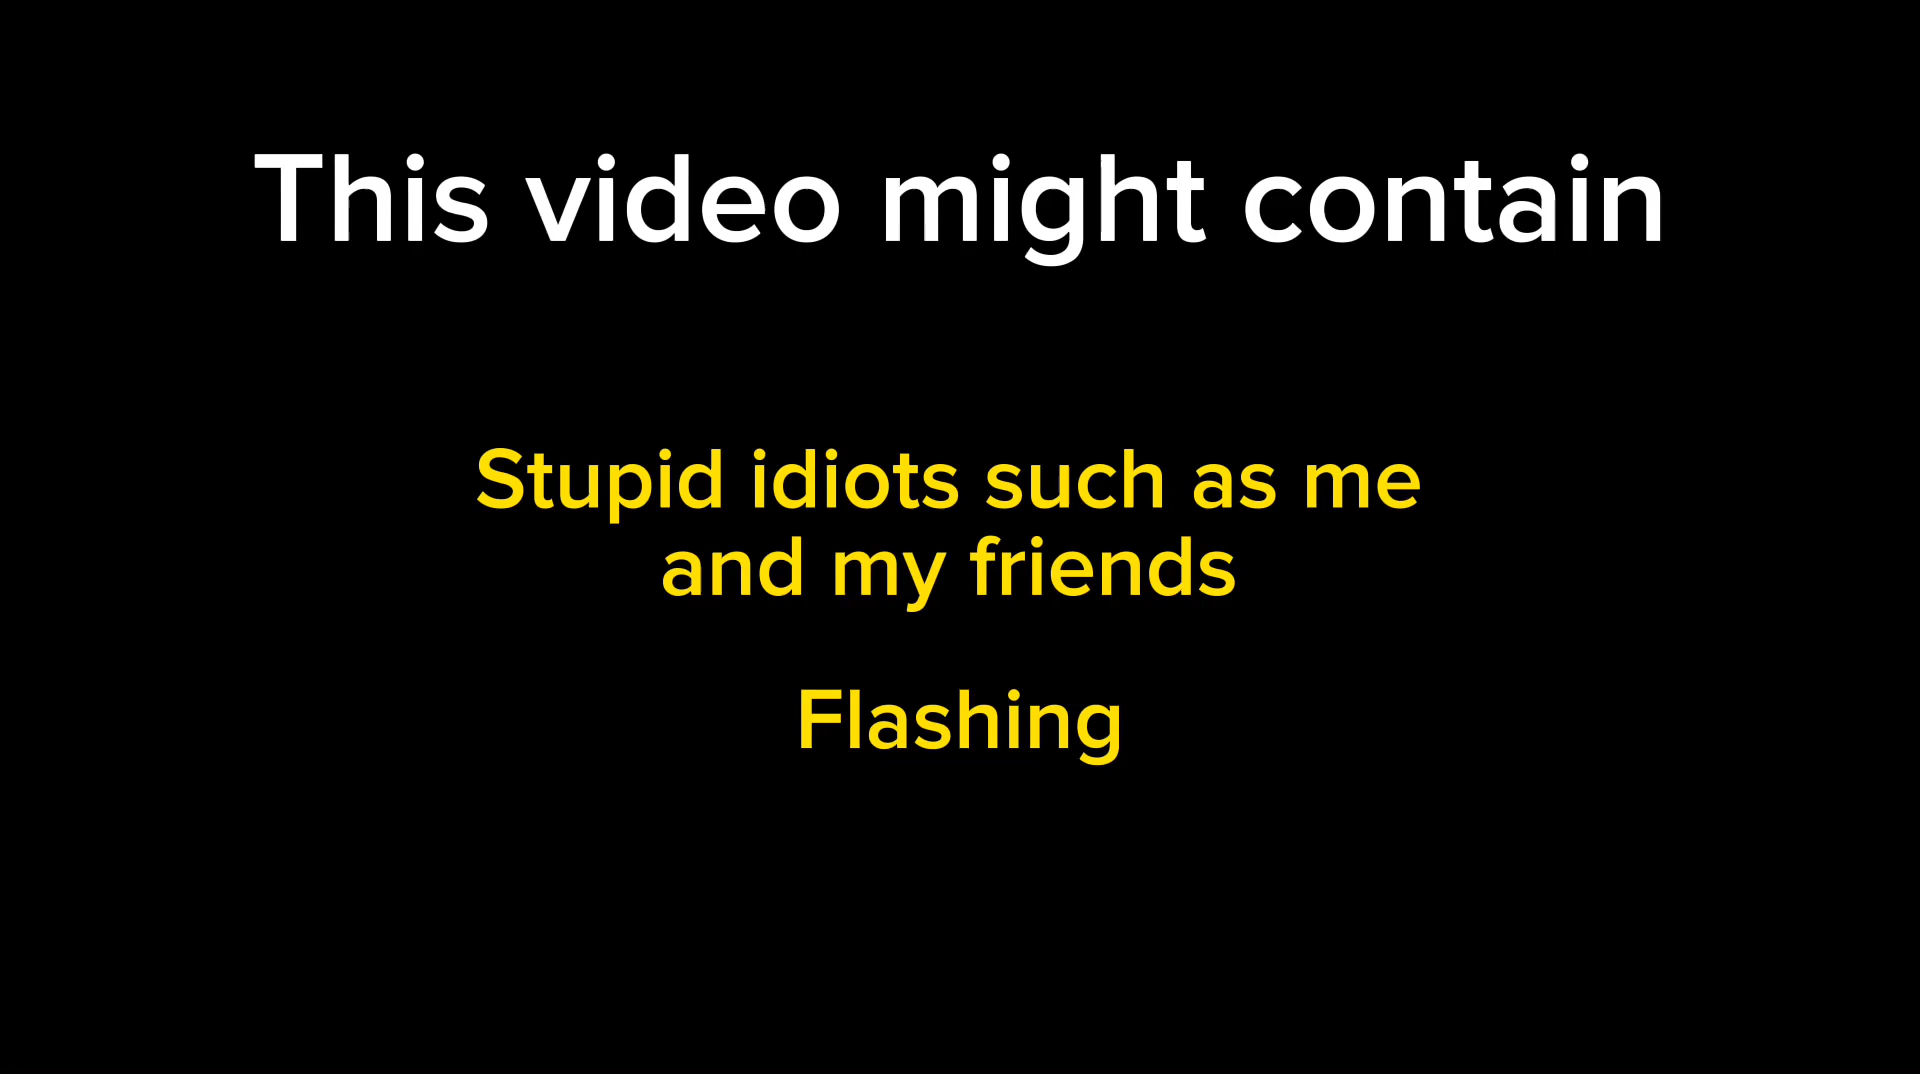 This video might contain
Stupid idiots such as me
and my friends
Flashing